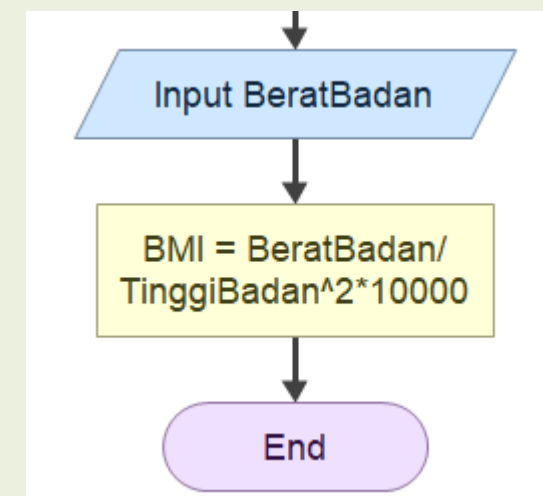 Input BeratBadan
BMI = BeratBadan/
TinggiBadan^2*10000
End